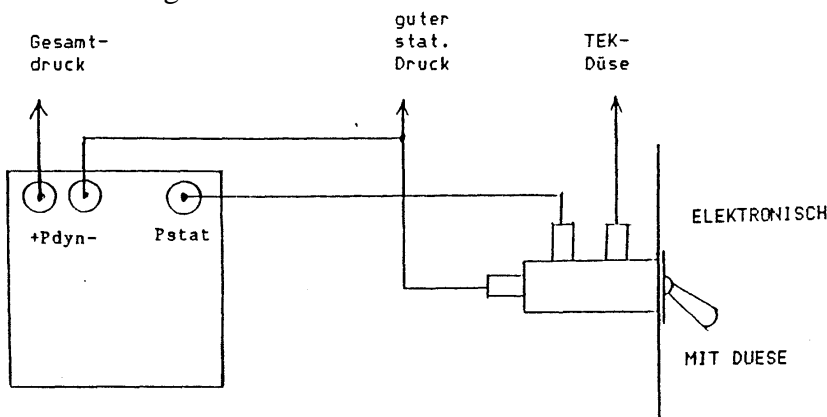 Gesamt-
druck
guter
stat.
Druck
TEK-
Düse
+Pdyn-
Pstat
ELEKTRONISCH
MIT DUESE